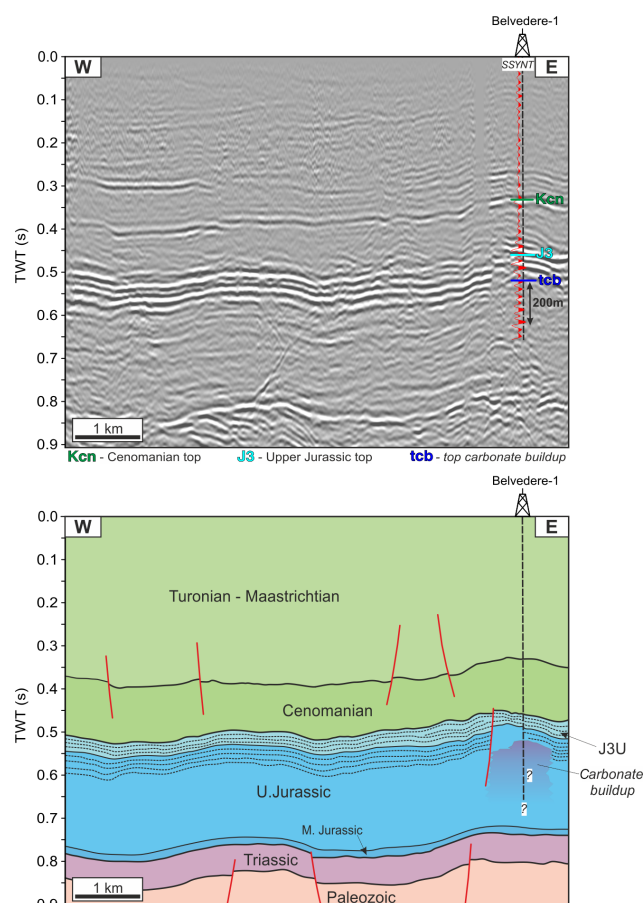 Belvedere-1
W
SSYNT
E
0.0
0.1
0.2
0.3
0.4
0.5
0.6
0.7
0.8
0.9
TWT (s)
Kcn
J3
tcb
200m
1 km
Kcn - Cenomanian top
J3 - Upper Jurassic top
tcb - top carbonate buildup
Belvedere-1
W
E
0.0
0.1
0.2
0.3
0.4
0.5
0.6
0.7
0.8
0.9
TWT (s)
Turonian - Maastrichtian
Cenomanian
J3U
Carbonate
buildup
?
U.Jurassic
?
M. Jurassic
Triassic
1 km
Paleozoic